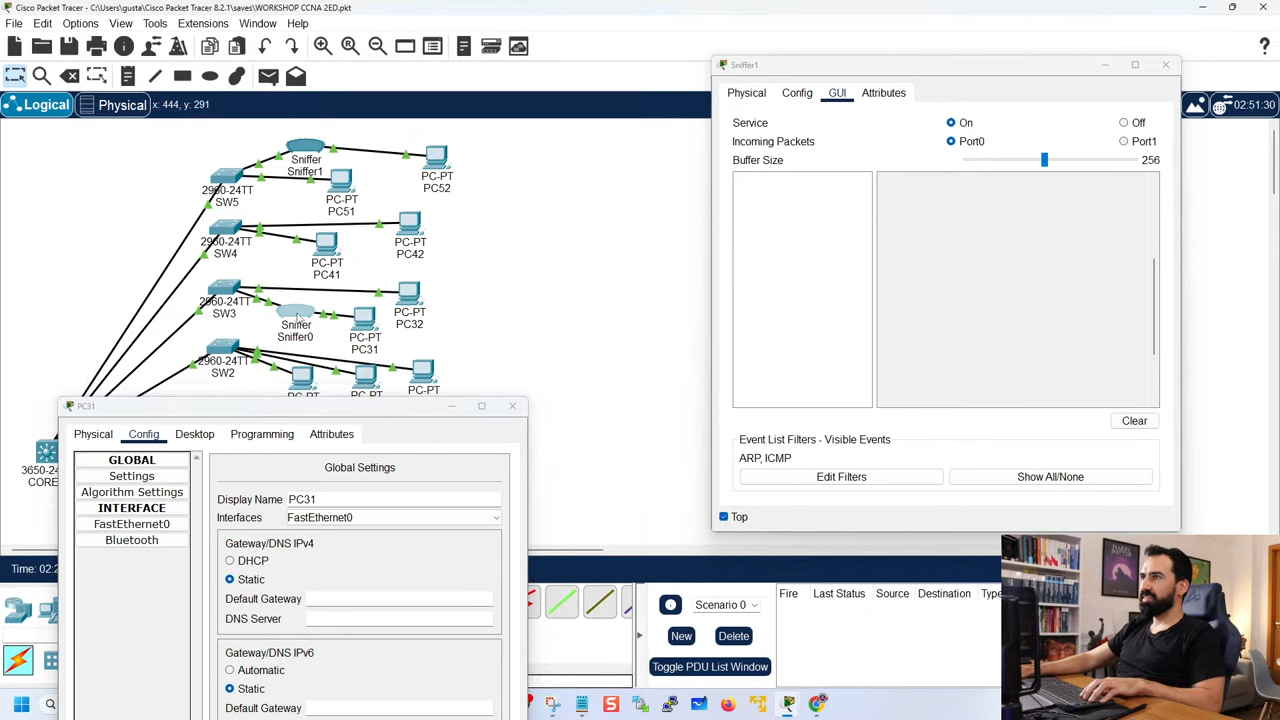 Cisco Packet Tracer - C:\Users\gusta\Cisco Packet Tracer 8.2.1\saves\WORKSHOP CCNA 2ED.pkt
File Edit Options View Tools Extensions Window Help
Logical Physical x: 444, y: 291 02:51:30
Sniffer1
Physical Config GUI Attributes
Service On Off
Incoming Packets Port0 Port1
Buffer Size 256
Clear
Event List Filters - Visible Events
ARP, ICMP
Edit Filters Show All/None
Top
Sniffer
Sniffer1
PC-PT
PC52
2960-24TT
SW5
PC-PT
PC51
2960-24TT
SW4
PC-PT
PC42
PC-PT
PC41
2960-24TT
SW3
PC-PT
PC32
Sniffer
Sniffer0
PC-PT
PC31
2960-24TT
SW2
PC-PT
3650-24
CORE
PC31
Physical Config Desktop Programming Attributes
GLOBAL
Settings
Algorithm Settings
INTERFACE
FastEthernet0
Bluetooth
Global Settings
Display Name PC31
Interfaces FastEthernet0
Gateway/DNS IPv4
DHCP
Static
Default Gateway
DNS Server
Gateway/DNS IPv6
Automatic
Static
Default Gateway
Time: 02:2
Scenario 0
New Delete
Toggle PDU List Window
Fire Last Status Source Destination Type
HARRY